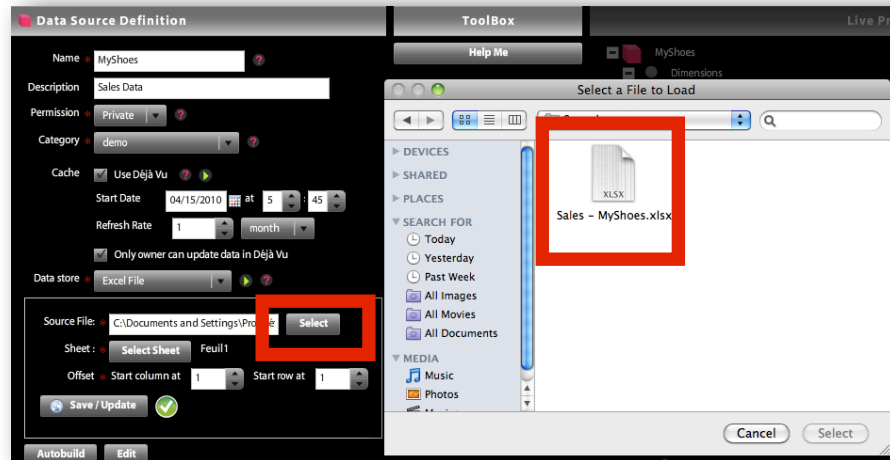 Data Source Definition
ToolBox
Live Pr
Name * MyShoes ?
Help Me
MyShoes
Description Sales Data
Dimensions
Permission * Private ?
Select a File to Load
Category * demo ?
Cache Use Déjà Vu ?
Start Date 04/15/2010 at 5 : 45
Refresh Rate 1 month
Only owner can update data in Déjà Vu
Data store * Excel File ?
Source File: * C:\Documents and Settings\Pro Select
Sheet : * Select Sheet Feuil1
Offset * Start column at 1 Start row at 1
Save / Update
Autobuild Edit
DEVICES
SHARED
PLACES
SEARCH FOR
Today
Yesterday
Past Week
All Images
All Movies
All Documents
MEDIA
Music
Photos
XLSX
Sales – MyShoes.xlsx
Cancel Select